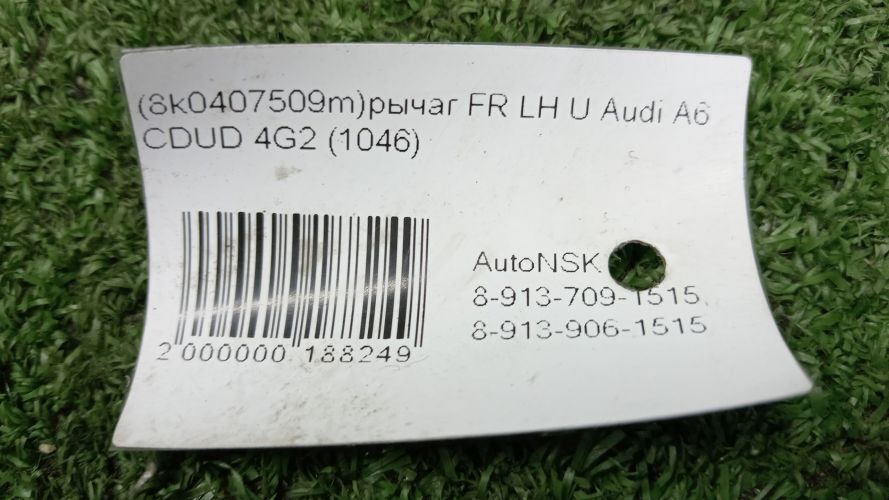 (8k0407509m)рычаг FR LH U Audi A6
CDUD 4G2 (1046)
AutoNSK
8-913-709-1515,
8-913-906-1515
2 000000 188249